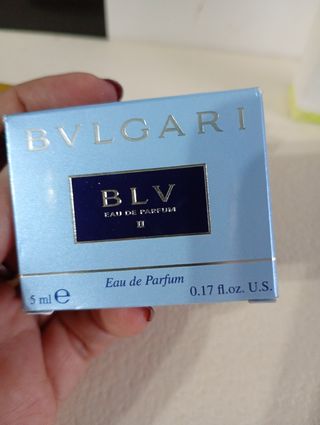 BVLGARI
BLV
EAU DE PARFUM
II
Eau de Parfum
5 ml ℮
0.17 fl.oz. U.S.